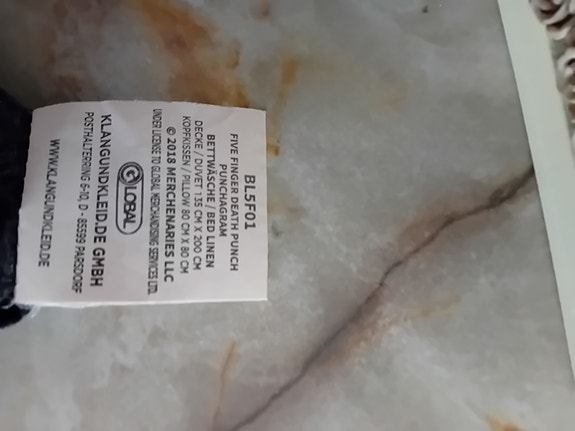 BL5F01
FIVE FINGER DEATH PUNCH
PUNCHAGRAM
BETTWÄSCHE / BED LINEN
DECKE / DUVET 135 CM X 200 CM
KOPFKISSEN / PILLOW 80 CM X 80 CM
© 2018 MERCHENARIES LLC
UNDER LICENSE TO GLOBAL MERCHANDISING SERVICES LTD.
GLOBAL
KLANGUNDKLEID.DE GMBH
POSTHALTERRING 6-10, D - 85599 PARSDORF
WWW.KLANGUNDKLEID.DE